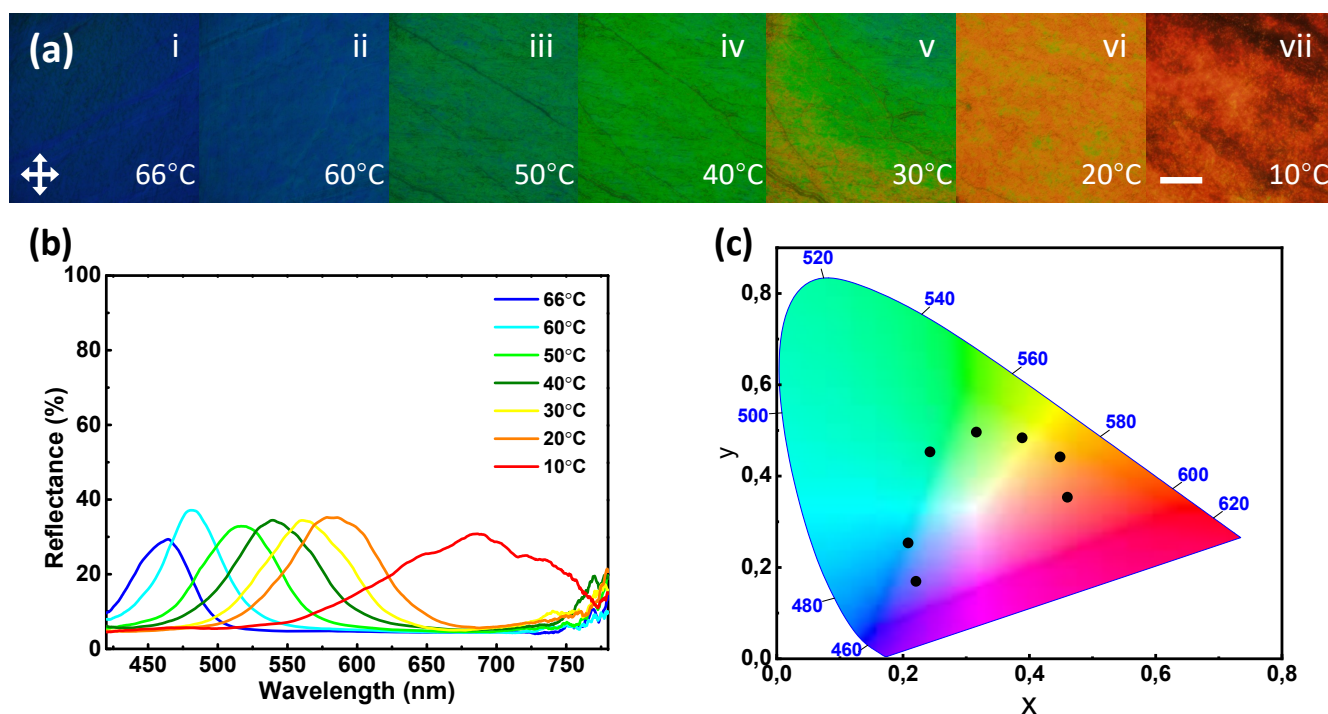 (a) i ii iii iv v vi vii
66°C 60°C 50°C 40°C 30°C 20°C 10°C
(b)
100
80
60
40
20
0
Reflectance (%)
450 500 550 600 650 700 750
Wavelength (nm)
66°C
60°C
50°C
40°C
30°C
20°C
10°C
(c)
0,8
0,6
0,4
0,2
0,0
y
0,0 0,2 0,4 0,6 0,8
x
520
540
560
500
580
600
620
480
460